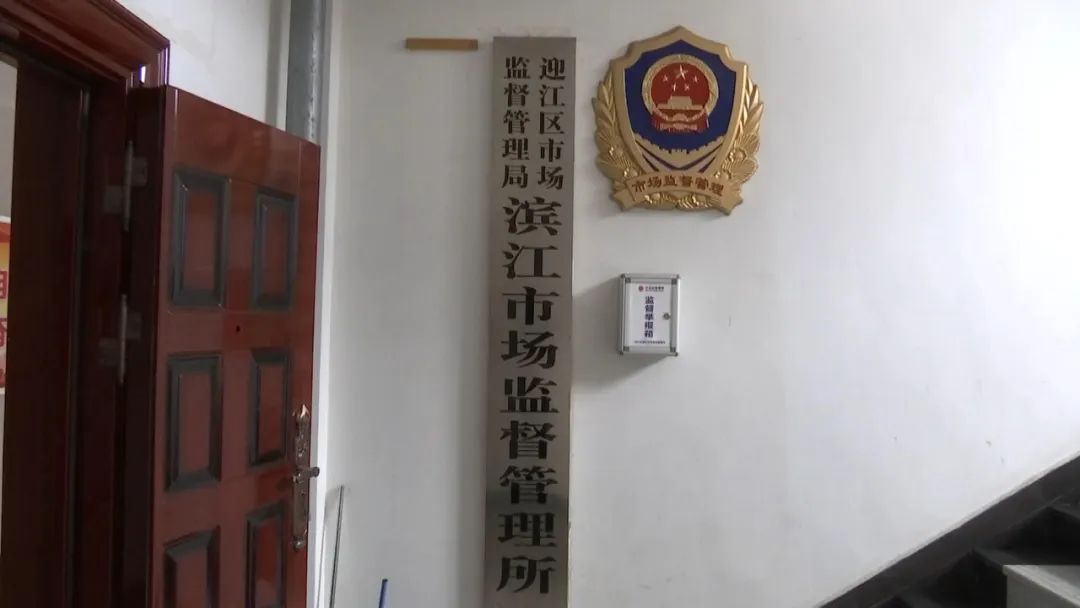 迎江区市场
监督管理局
滨江市场监督管理所
市场监督管理
监督举报箱